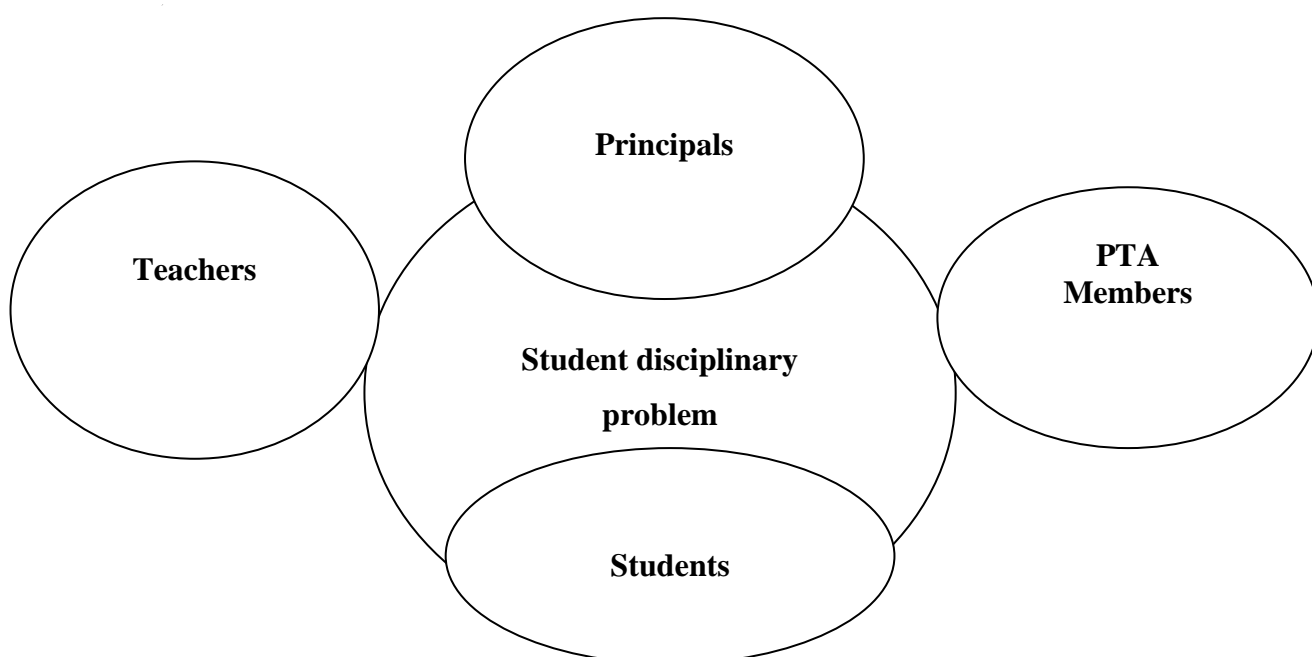 Principals
Teachers
PTA
Members
Student disciplinary
problem
Students